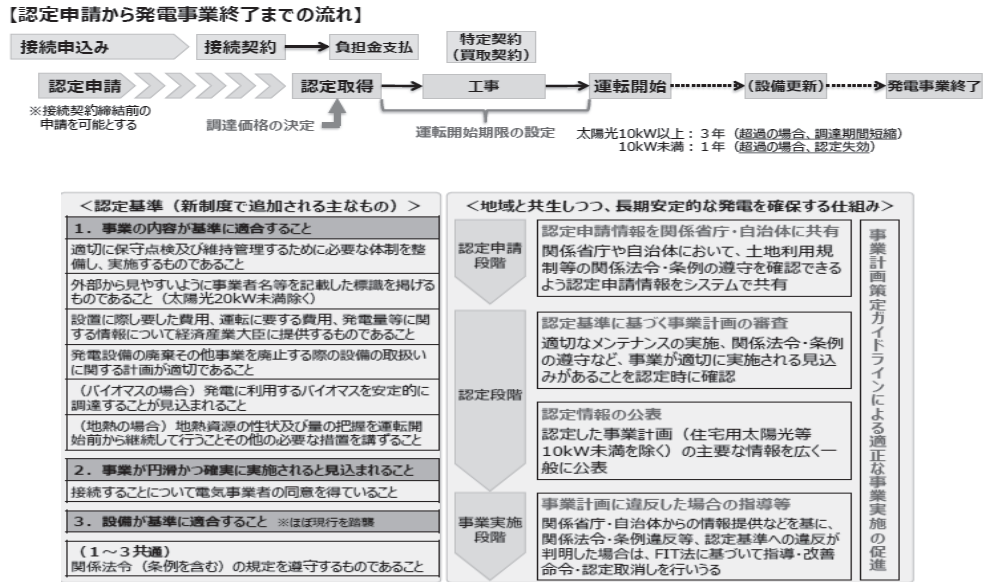 【認定申請から発電事業終了までの流れ】
接続申込み
接続契約
負担金支払
特定契約
（買取契約）
認定申請
認定取得
工事
運転開始
（設備更新）
発電事業終了
※接続契約締結前の
申請を可能とする
調達価格の決定
運転開始期限の設定
太陽光10kW以上：３年（超過の場合、調達期間短縮）
10kW未満：１年（超過の場合、認定失効）
＜認定基準（新制度で追加される主なもの）＞
１．事業の内容が基準に適合すること
適切に保守点検及び維持管理するために必要な体制を整
備し、実施するものであること
外部から見やすいように事業者名等を記載した標識を掲げる
ものであること（太陽光20kW未満除く）
設置に際し要した費用、運転に要する費用、発電量等に関
する情報について経済産業大臣に提供するものであること
発電設備の廃棄その他事業を廃止する際の設備の取扱い
に関する計画が適切であること
（バイオマスの場合）発電に利用するバイオマスを安定的に
調達することが見込まれること
（地熱の場合）地熱資源の性状及び量の把握を運転開
始前から継続して行うことその他の必要な措置を講ずること
２．事業が円滑かつ確実に実施されると見込まれること
接続することについて電気事業者の同意を得ていること
３．設備が基準に適合すること ※ほぼ現行を踏襲
（１～３共通）
関係法令（条例を含む）の規定を遵守するものであること
＜地域と共生しつつ、長期安定的な発電を確保する仕組み＞
認定申請
段階
認定申請情報を関係省庁・自治体に共有
関係省庁や自治体において、土地利用規
制等の関係法令・条例の遵守を確認できる
よう認定申請情報をシステムで共有
認定段階
認定基準に基づく事業計画の審査
適切なメンテナンスの実施、関係法令・条例
の遵守など、事業が適切に実施される見込
みがあることを認定時に確認
認定情報の公表
認定した事業計画（住宅用太陽光等
10kW未満を除く）の主要な情報を広く一
般に公表
事業実施
段階
事業計画に違反した場合の指導等
関係省庁・自治体からの情報提供などを基に、
関係法令・条例違反等、認定基準への違反が
判明した場合は、FIT法に基づいて指導・改善
命令・認定取消しを行いうる
事業計画策定ガイドラインによる適正な事業実施の促進